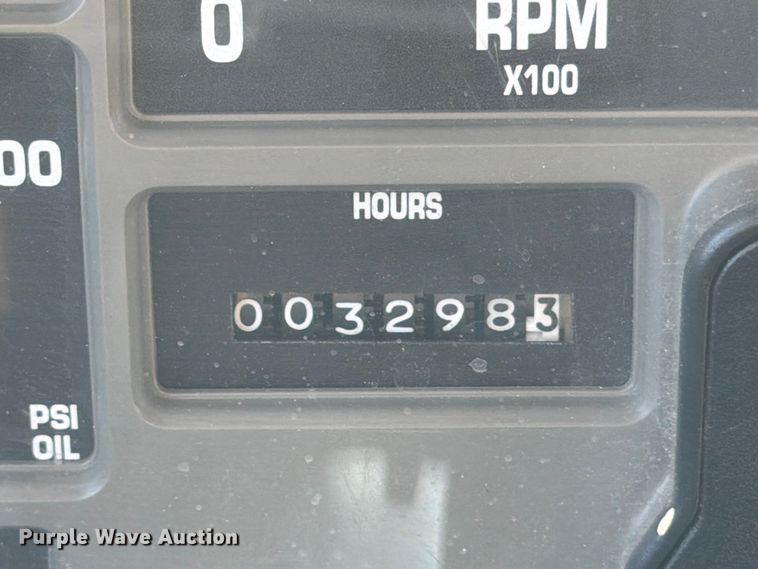 0
RPM
X100
00
HOURS
0032983
PSI
OIL
Purple Wave Auction